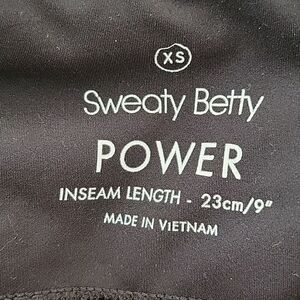 XS
Sweaty Betty
POWER
INSEAM LENGTH - 23cm/9"
MADE IN VIETNAM